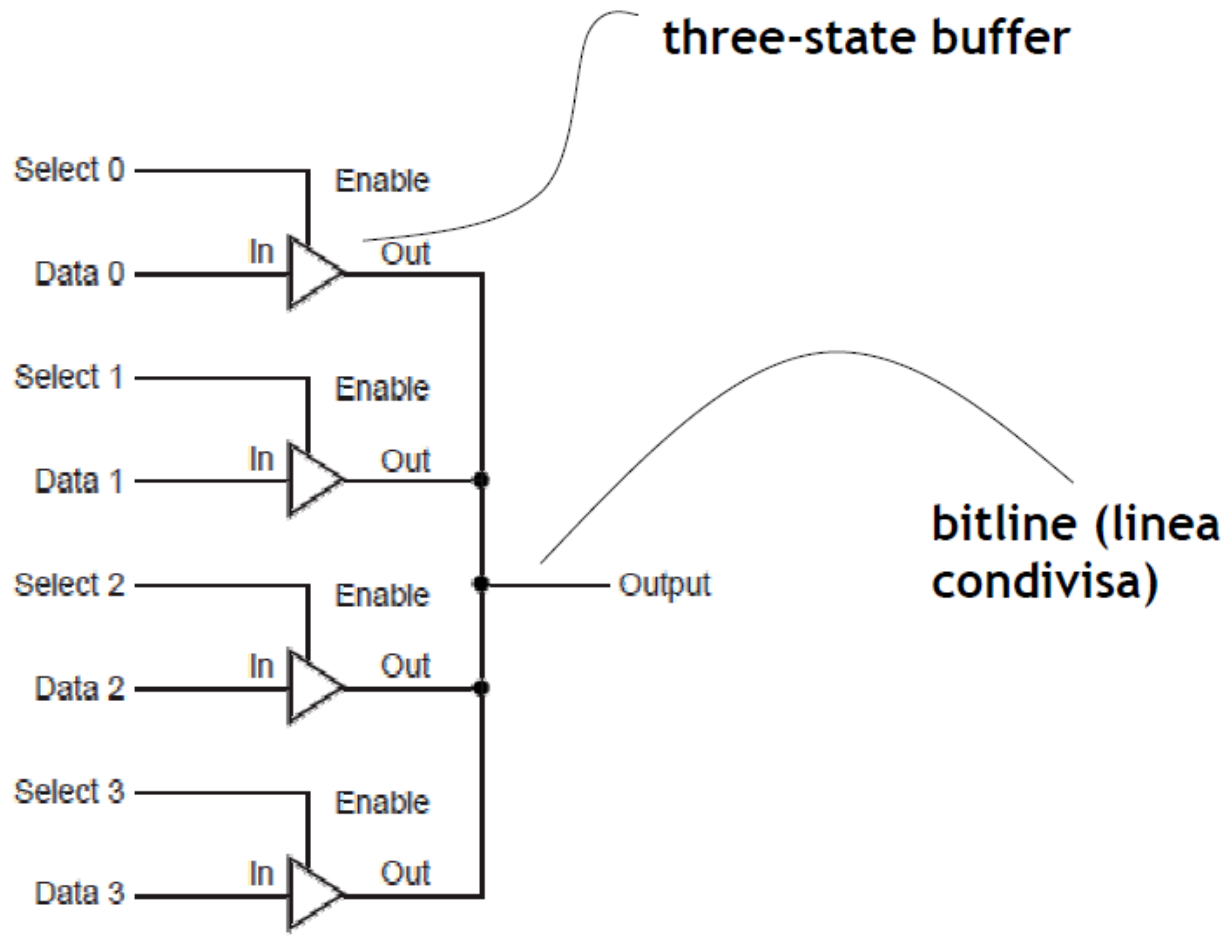 three-state buffer
Select 0
Enable
In
Out
Data 0
Select 1
Enable
In
Out
Data 1
bitline (linea
condivisa)
Select 2
Enable
Output
In
Out
Data 2
Select 3
Enable
In
Out
Data 3